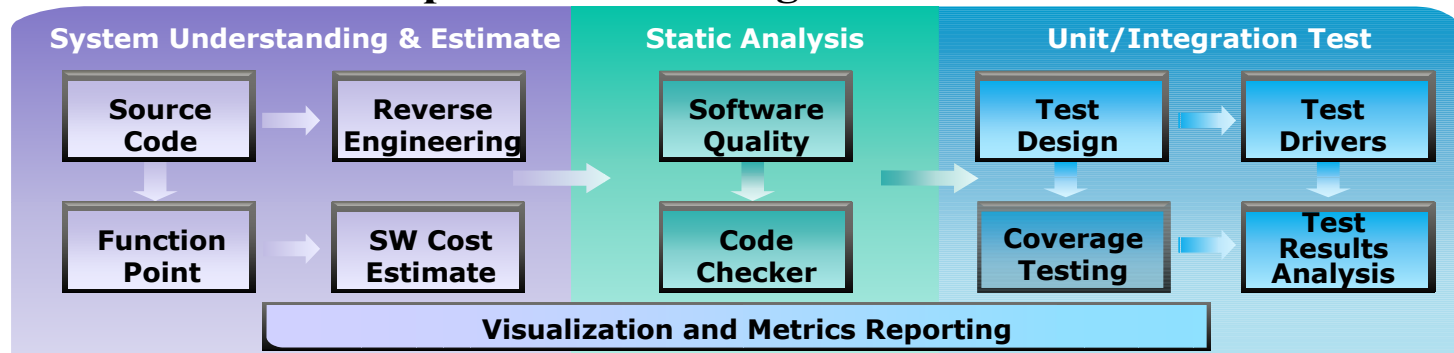 System Understanding & Estimate
Source
Code
Reverse
Engineering
Function
Point
SW Cost
Estimate
Static Analysis
Software
Quality
Code
Checker
Unit/Integration Test
Test
Design
Test
Drivers
Coverage
Testing
Test
Results
Analysis
Visualization and Metrics Reporting